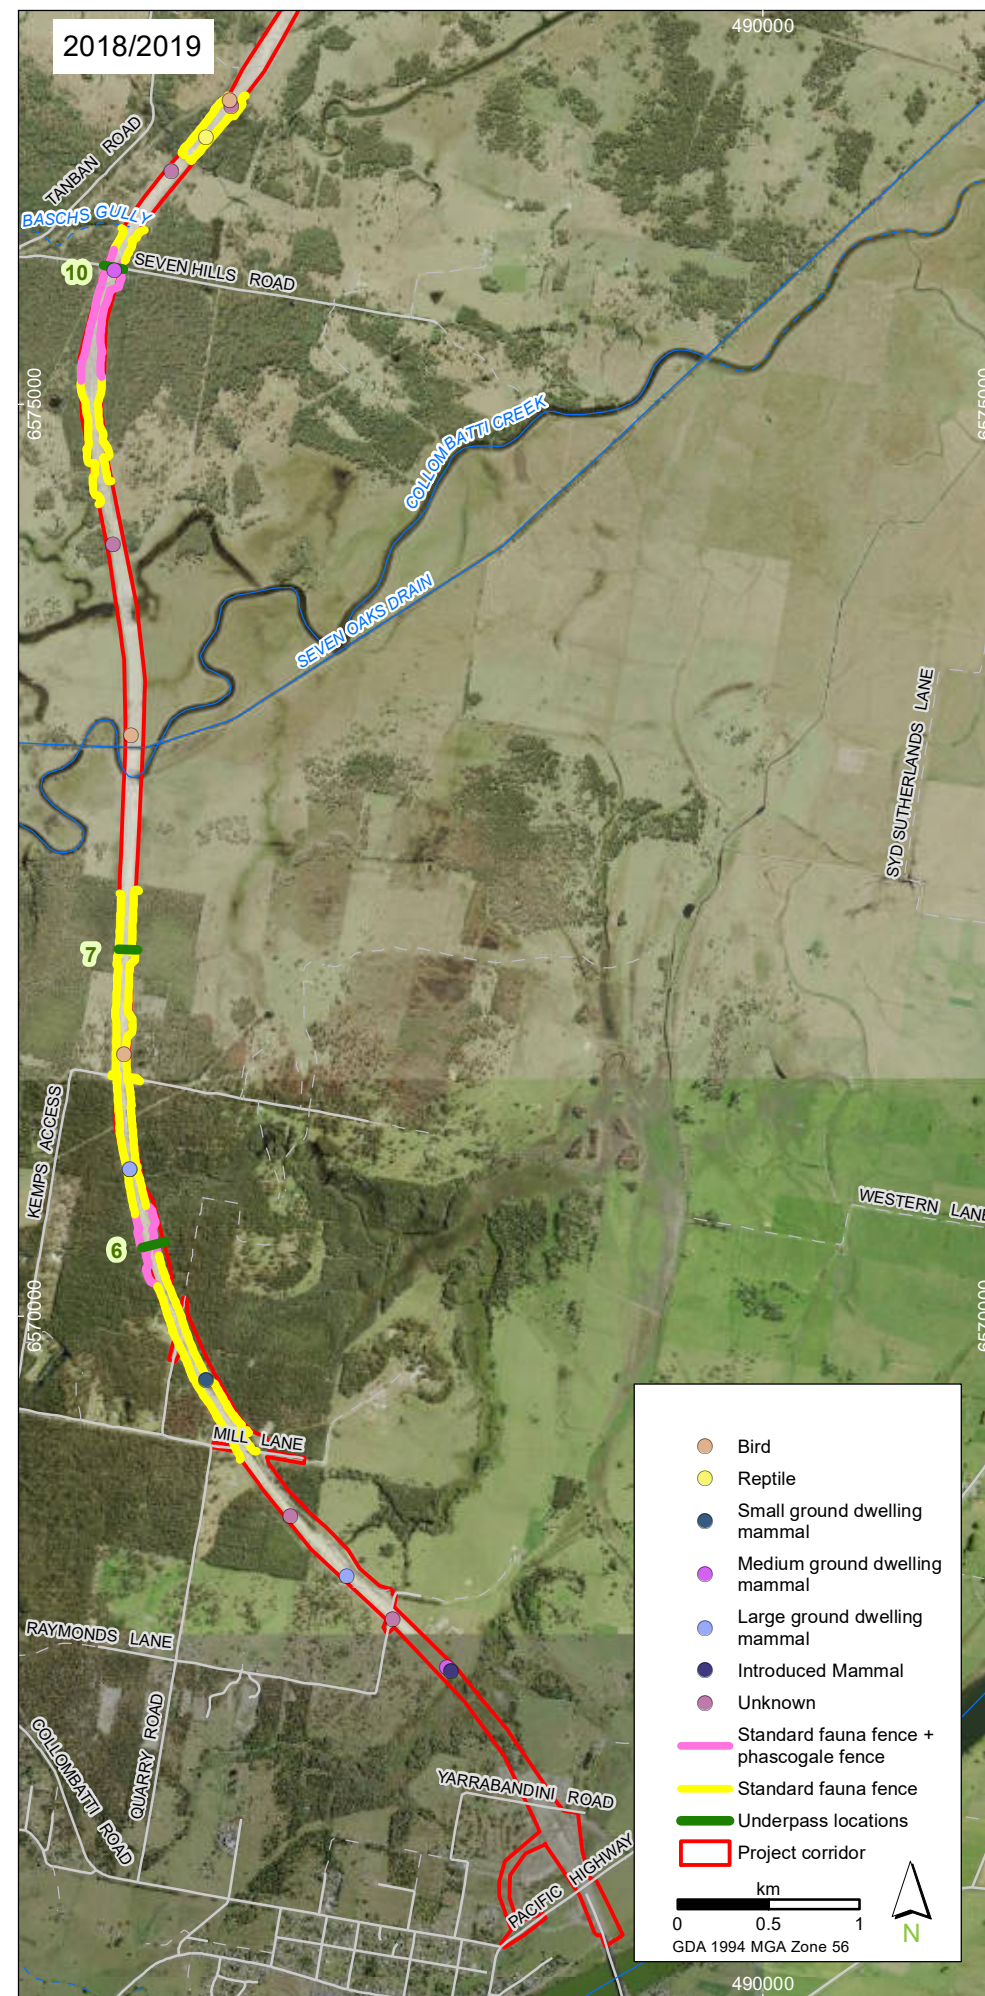 2018/2019
490000
TANBAN ROAD
BASCHS GULLY
10
SEVEN HILLS ROAD
6575000
6575000
COLLOMBATTI CREEK
SEVEN OAKS DRAIN
SYD SUTHERLANDS LANE
7
KEMPS ACCESS
WESTERN LANE
6
6570000
6570000
MILL LANE
Bird
Reptile
Small ground dwelling
mammal
Medium ground dwelling
mammal
Large ground dwelling
mammal
Introduced Mammal
Unknown
Standard fauna fence +
phascogale fence
Standard fauna fence
Underpass locations
Project corridor
km
0 0.5 1
N
GDA 1994 MGA Zone 56
RAYMONDS LANE
QUARRY ROAD
COLLOMBATTI ROAD
YARRABANDINI ROAD
PACIFIC HIGHWAY
490000